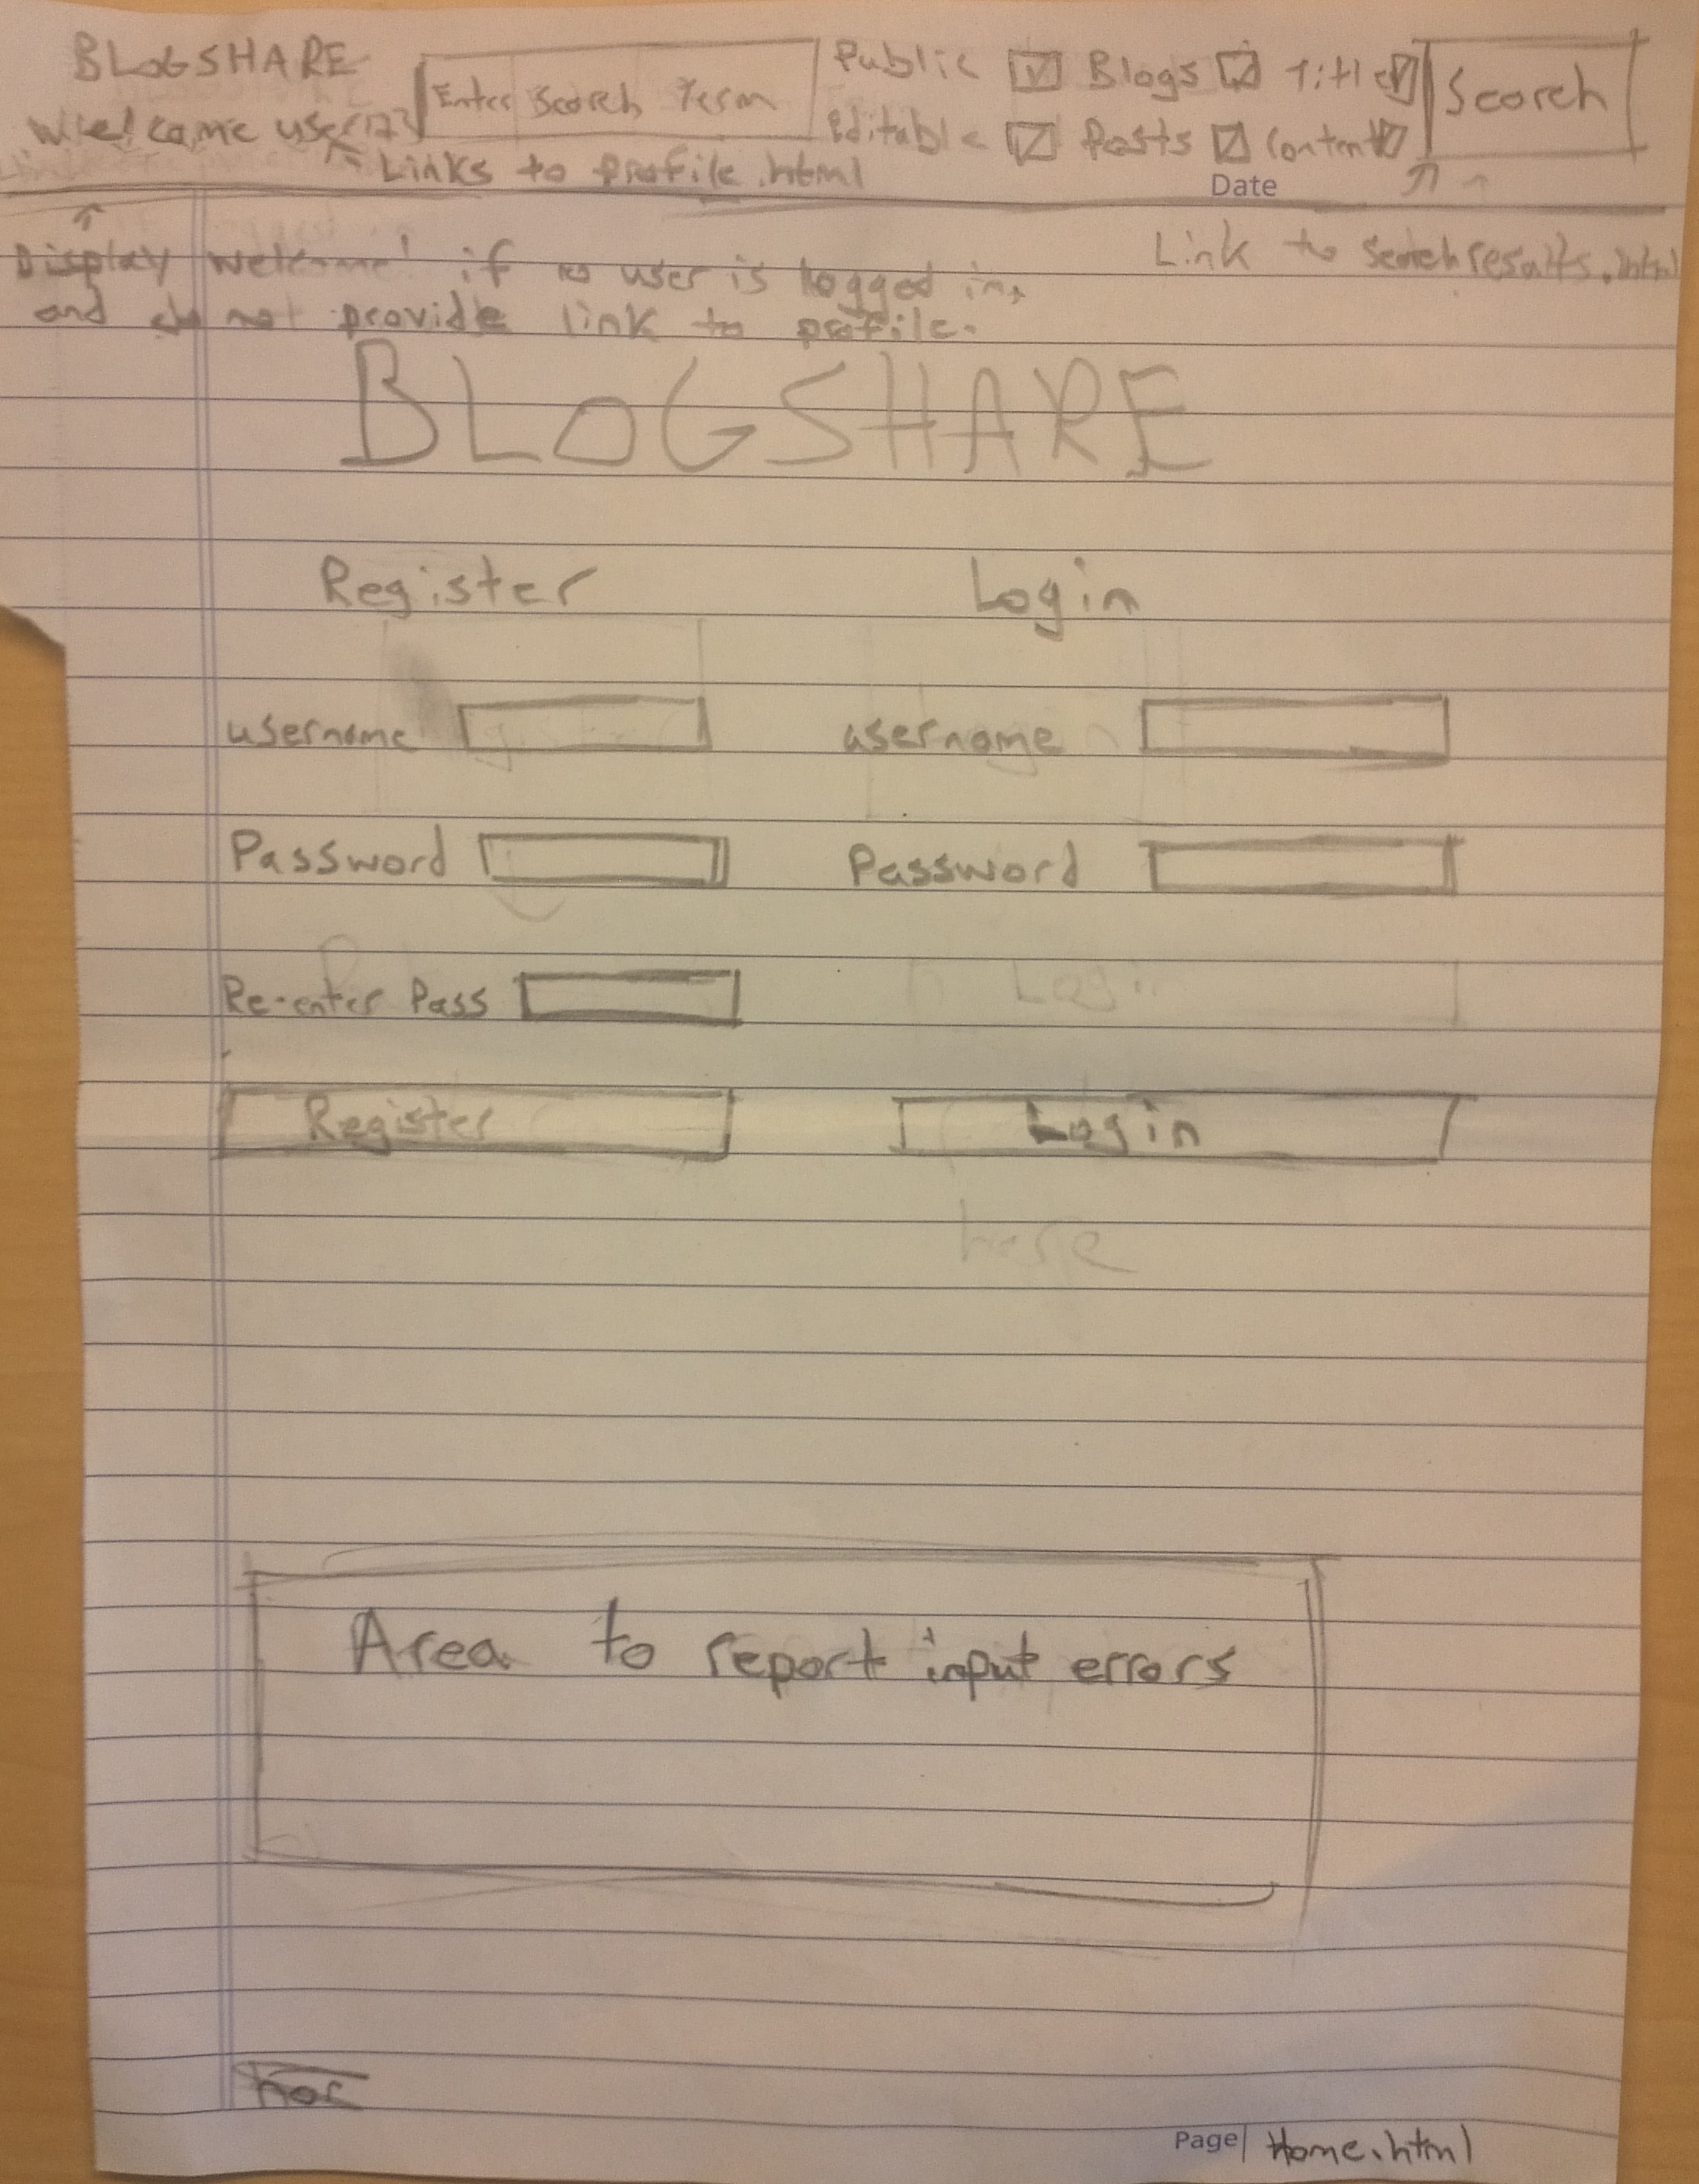 BLOGSHARE
Enter Search Term
Public Blogs Title
Search
Welcome user123
Editable Posts Content
Links to profile.html
Date
Display welcome! if no user is logged in,
Link to searchresults.html
and do not provide link to profile.
BLOGSHARE
Register Login
username username
Password Password
Re-enter Pass
Login
Register Login
here
Area to report input errors
Page Home.html